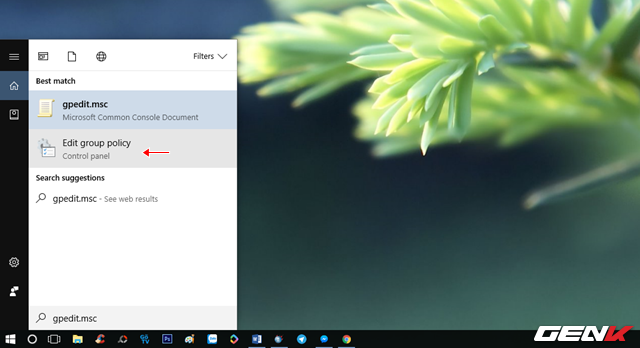 Filters
Best match
gpedit.msc
Microsoft Common Console Document
Edit group policy
Control panel
Search suggestions
gpedit.msc - See web results
gpedit.msc
GENK